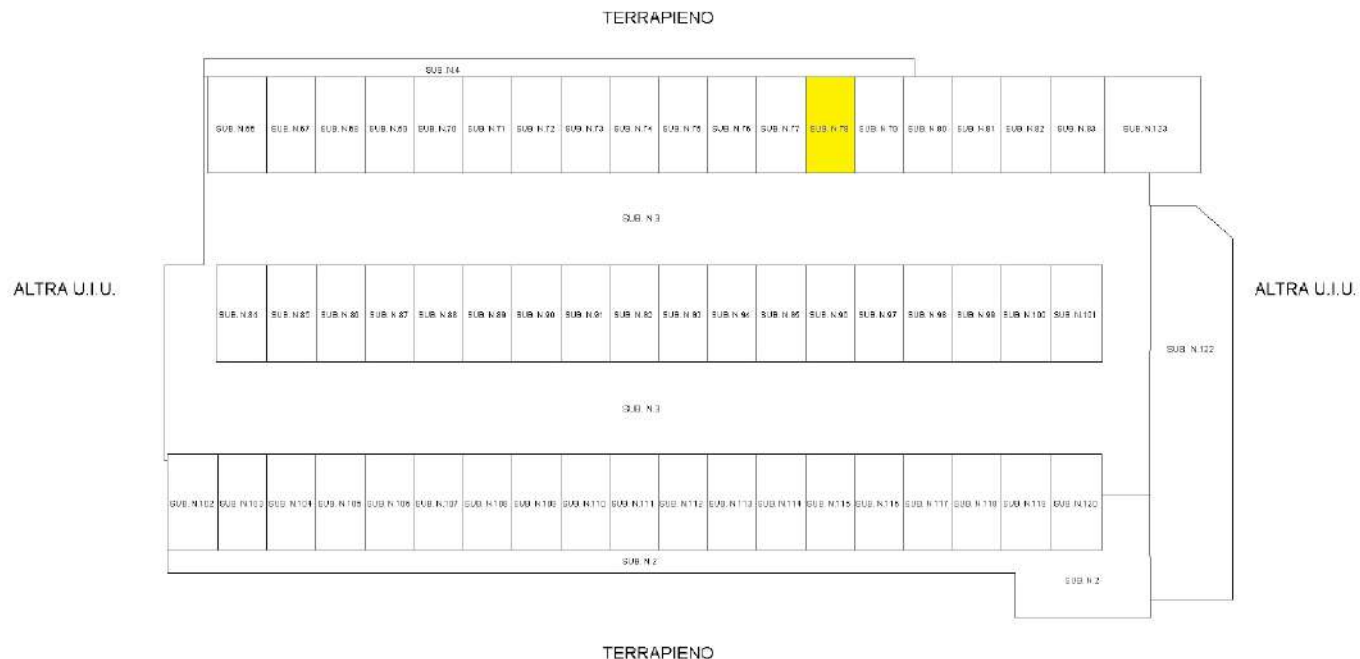 TERRAPIENO
SUB. N.4
SUB. N.66 SUB. N.67 SUB. N.68 SUB. N.69 SUB. N.70 SUB. N.71 SUB. N.72 SUB. N.73 SUB. N.74 SUB. N.75 SUB. N.76 SUB. N.77 SUB. N.78 SUB. N.79 SUB. N.80 SUB. N.81 SUB. N.82 SUB. N.83 SUB. N.123
SUB. N.3
ALTRA U.I.U.
ALTRA U.I.U.
SUB. N.84 SUB. N.85 SUB. N.86 SUB. N.87 SUB. N.88 SUB. N.89 SUB. N.90 SUB. N.91 SUB. N.92 SUB. N.93 SUB. N.94 SUB. N.95 SUB. N.96 SUB. N.97 SUB. N.98 SUB. N.99 SUB. N.100 SUB. N.101
SUB. N.122
SUB. N.3
SUB. N.102 SUB. N.103 SUB. N.104 SUB. N.105 SUB. N.106 SUB. N.107 SUB. N.108 SUB. N.109 SUB. N.110 SUB. N.111 SUB. N.112 SUB. N.113 SUB. N.114 SUB. N.115 SUB. N.116 SUB. N.117 SUB. N.118 SUB. N.119 SUB. N.120
SUB. N.2
SUB. N.2
TERRAPIENO